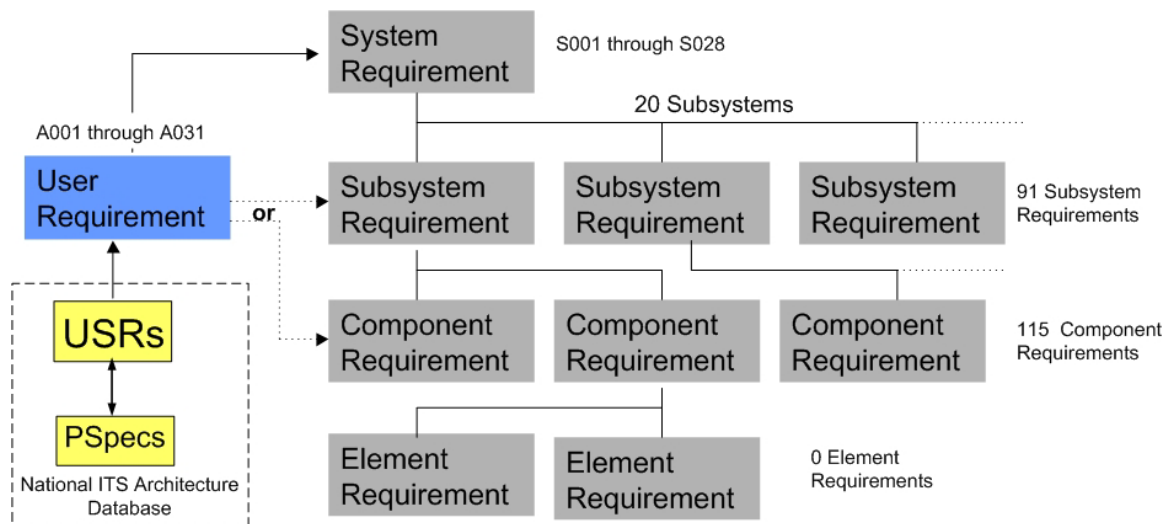 System
Requirement
S001 through S028
20 Subsystems
A001 through A031
User
Requirement
or
Subsystem
Requirement
Subsystem
Requirement
Subsystem
Requirement
91 Subsystem
Requirements
USRs
PSpecs
National ITS Architecture
Database
Component
Requirement
Component
Requirement
Component
Requirement
115 Component
Requirements
Element
Requirement
Element
Requirement
0 Element
Requirements